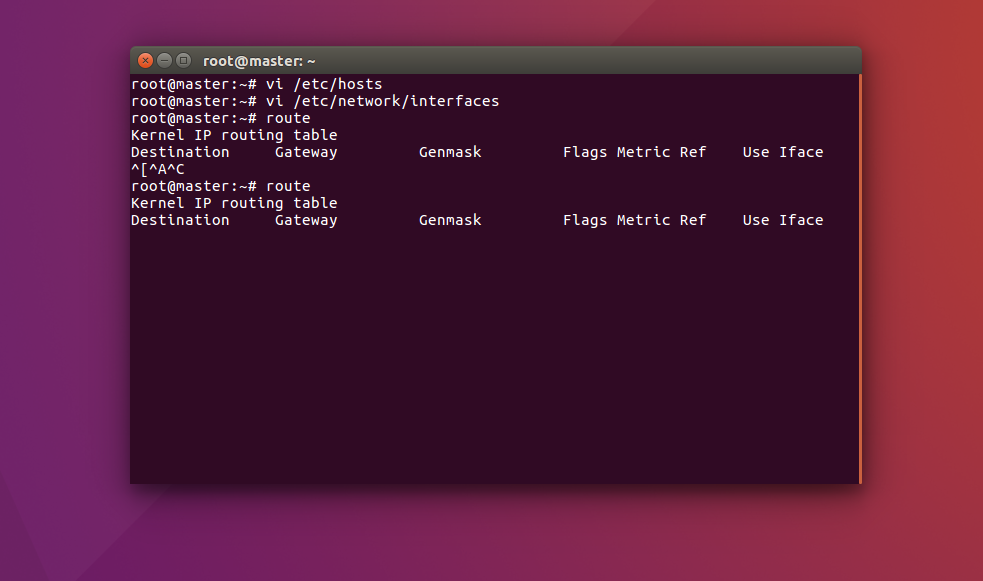 root@master: ~
root@master:~# vi /etc/hosts
root@master:~# vi /etc/network/interfaces
root@master:~# route
Kernel IP routing table
Destination     Gateway         Genmask         Flags Metric Ref    Use Iface
^[^A^C
root@master:~# route
Kernel IP routing table
Destination     Gateway         Genmask         Flags Metric Ref    Use Iface